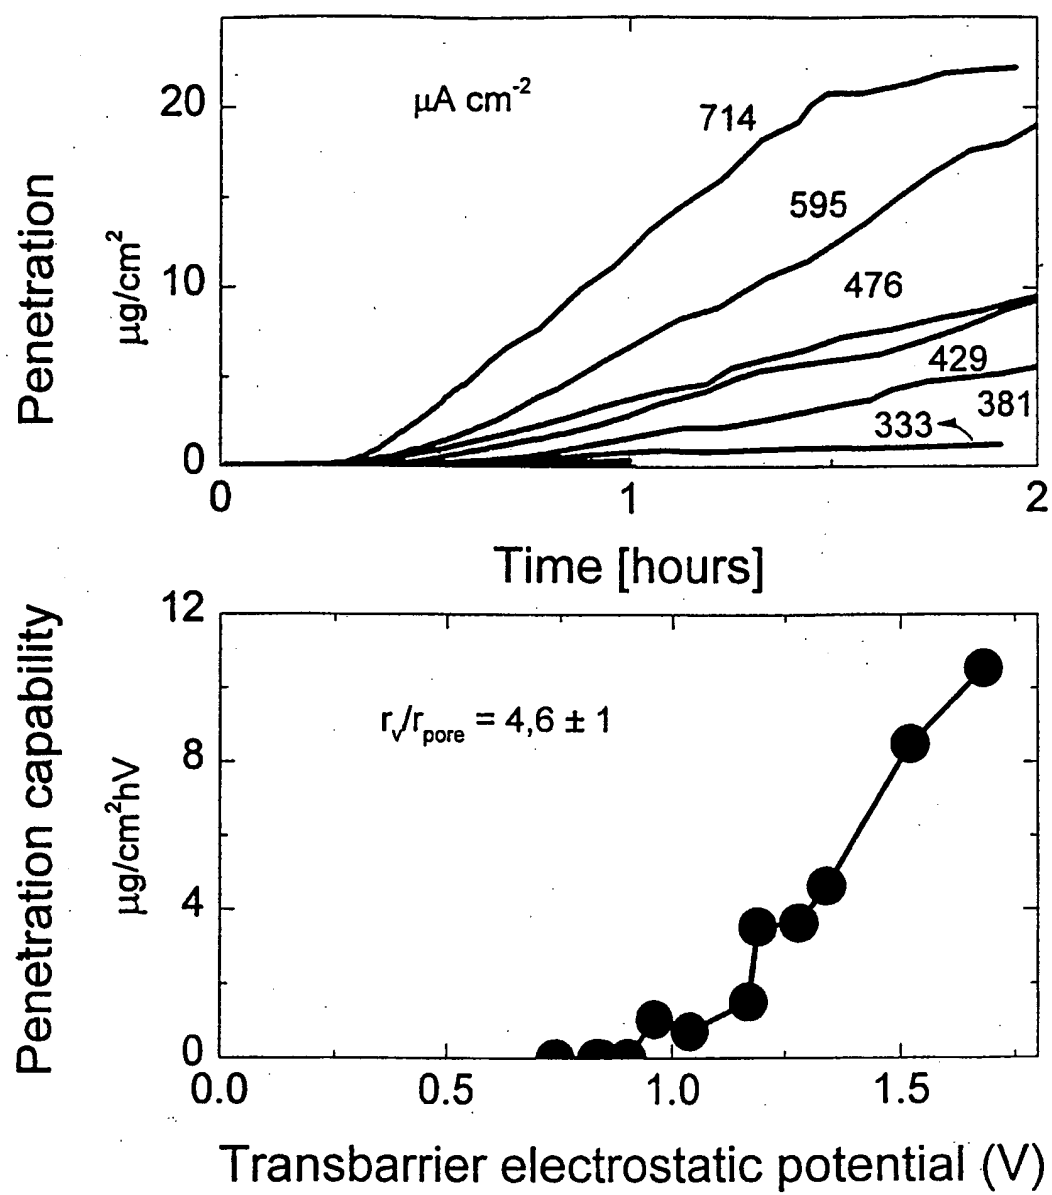 Penetration
μg/cm²
20
10
0
μA cm⁻²
714
595
476
429
381
333
0
1
2
Time [hours]
Penetration capability
μg/cm²hV
12
8
4
0
rᵥ/rpore = 4,6 ± 1
0.0
0.5
1.0
1.5
Transbarrier electrostatic potential (V)